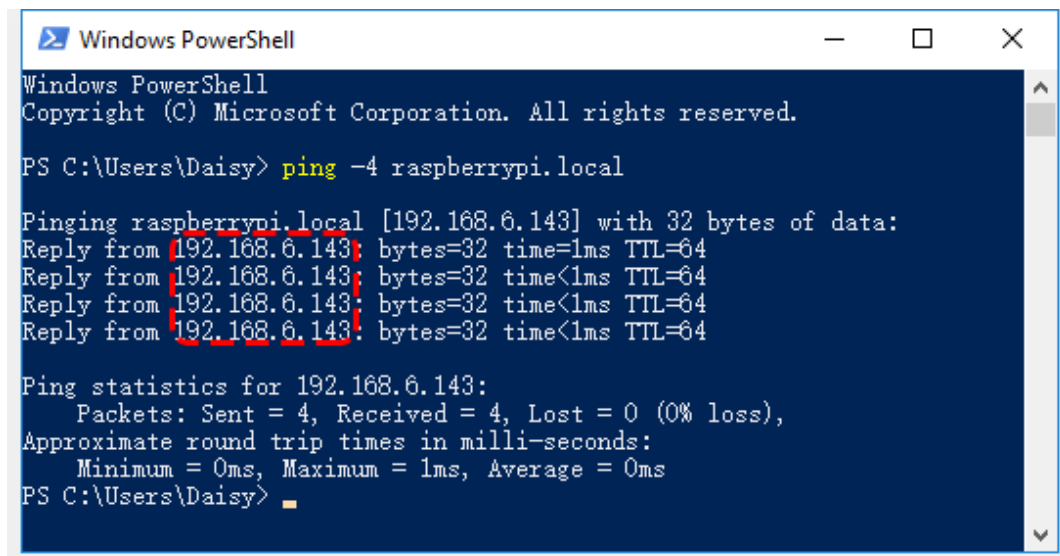 Windows PowerShell
Windows PowerShell
Copyright (C) Microsoft Corporation. All rights reserved.
PS C:\Users\Daisy> ping -4 raspberrypi.local
Pinging raspberrypi.local [192.168.6.143] with 32 bytes of data:
Reply from 192.168.6.143: bytes=32 time=1ms TTL=64
Reply from 192.168.6.143: bytes=32 time<1ms TTL=64
Reply from 192.168.6.143: bytes=32 time<1ms TTL=64
Reply from 192.168.6.143: bytes=32 time<1ms TTL=64
Ping statistics for 192.168.6.143:
    Packets: Sent = 4, Received = 4, Lost = 0 (0% loss),
Approximate round trip times in milli-seconds:
    Minimum = 0ms, Maximum = 1ms, Average = 0ms
PS C:\Users\Daisy>